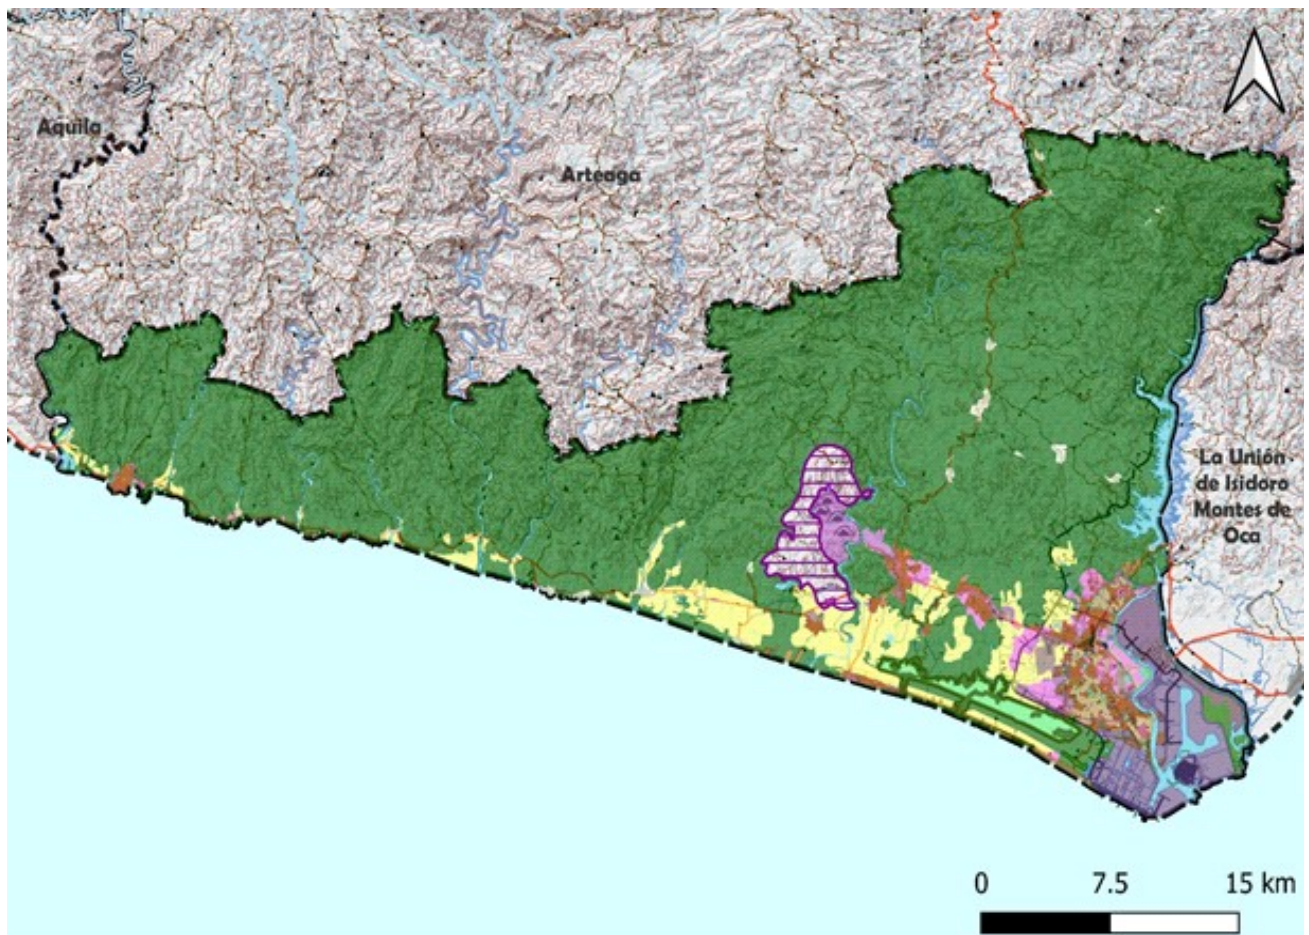 Aquila
Arteaga
La Unión
de Isidoro
Montes de
Oca
0 7.5 15 km